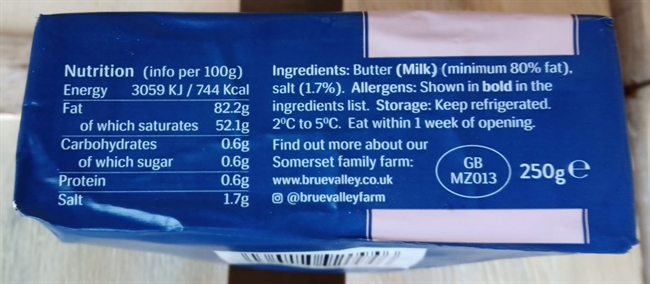 Nutrition (info per 100g)
Energy 3059 KJ / 744 Kcal
Fat 82.2g
of which saturates 52.1g
Carbohydrates 0.6g
of which sugar 0.6g
Protein 0.6g
Salt 1.7g
Ingredients: Butter (Milk) (minimum 80% fat),
salt (1.7%). Allergens: Shown in bold in the
ingredients list. Storage: Keep refrigerated.
2°C to 5°C. Eat within 1 week of opening.
Find out more about our
Somerset family farm:
www.bruevalley.co.uk
@bruevalleyfarm
GB
MZ013
250g℮